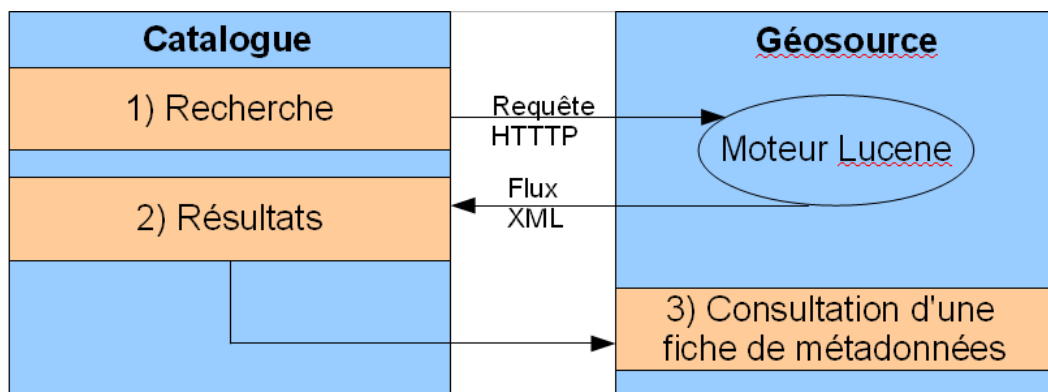 Catalogue
1) Recherche
2) Résultats
Requête
HTTTP
Flux
XML
Géosource
Moteur Lucene
3) Consultation d'une
fiche de métadonnées